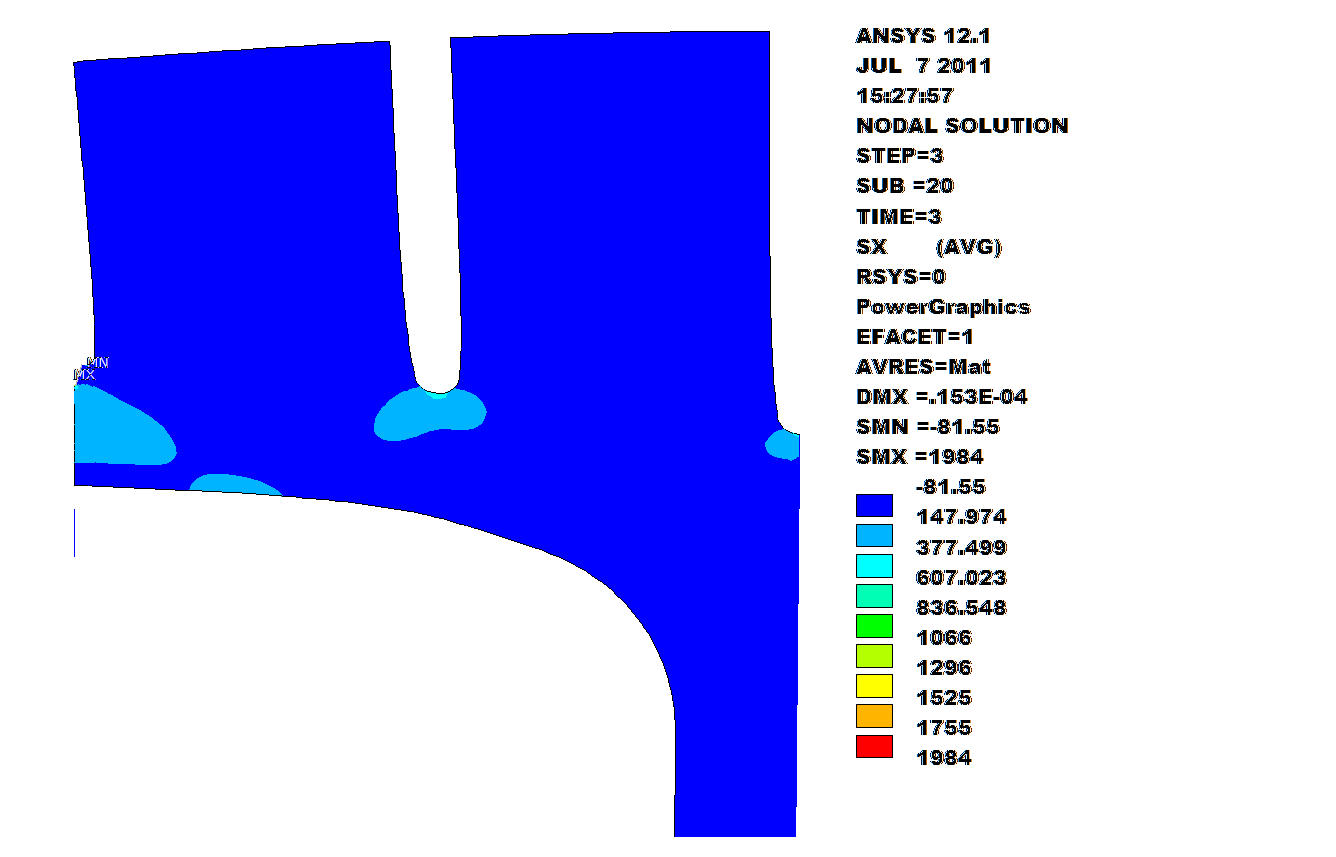 ANSYS 12.1
JUL 7 2011
15:27:57
NODAL SOLUTION
STEP=3
SUB =20
TIME=3
SX (AVG)
RSYS=0
PowerGraphics
EFACET=1
AVRES=Mat
DMX =.153E-04
SMN =-81.55
SMX =1984
-81.55
147.974
377.499
607.023
836.548
1066
1296
1525
1755
1984
MN
MX